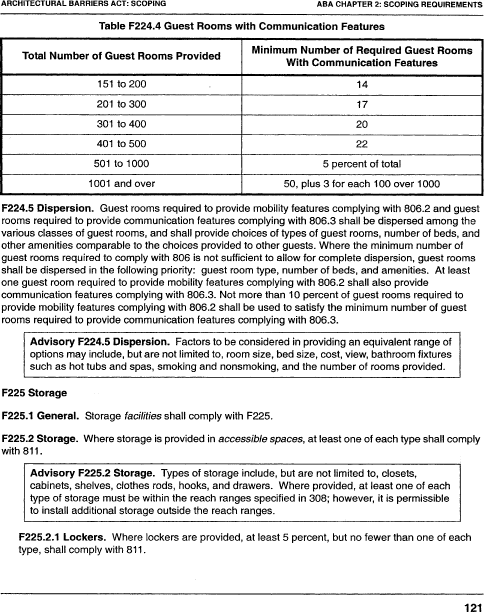 ARCHITECTURAL BARRIERS ACT: SCOPING
ABA CHAPTER 2: SCOPING REQUIREMENTS
Table F224.4 Guest Rooms with Communication Features
Total Number of Guest Rooms Provided
Minimum Number of Required Guest Rooms
With Communication Features
151 to 200
14
201 to 300
17
301 to 400
20
401 to 500
22
501 to 1000
5 percent of total
1001 and over
50, plus 3 for each 100 over 1000
F224.5 Dispersion. Guest rooms required to provide mobility features complying with 806.2 and guest
rooms required to provide communication features complying with 806.3 shall be dispersed among the
various classes of guest rooms, and shall provide choices of types of guest rooms, number of beds, and
other amenities comparable to the choices provided to other guests. Where the minimum number of
guest rooms required to comply with 806 is not sufficient to allow for complete dispersion, guest rooms
shall be dispersed in the following priority: guest room type, number of beds, and amenities. At least
one guest room required to provide mobility features complying with 806.2 shall also provide
communication features complying with 806.3. Not more than 10 percent of guest rooms required to
provide mobility features complying with 806.2 shall be used to satisfy the minimum number of guest
rooms required to provide communication features complying with 806.3.
Advisory F224.5 Dispersion. Factors to be considered in providing an equivalent range of
options may include, but are not limited to, room size, bed size, cost, view, bathroom fixtures
such as hot tubs and spas, smoking and nonsmoking, and the number of rooms provided.
F225 Storage
F225.1 General. Storage facilities shall comply with F225.
F225.2 Storage. Where storage is provided in accessible spaces, at least one of each type shall comply
with 811.
Advisory F225.2 Storage. Types of storage include, but are not limited to, closets,
cabinets, shelves, clothes rods, hooks, and drawers. Where provided, at least one of each
type of storage must be within the reach ranges specified in 308; however, it is permissible
to install additional storage outside the reach ranges.
F225.2.1 Lockers. Where lockers are provided, at least 5 percent, but no fewer than one of each
type, shall comply with 811.
121